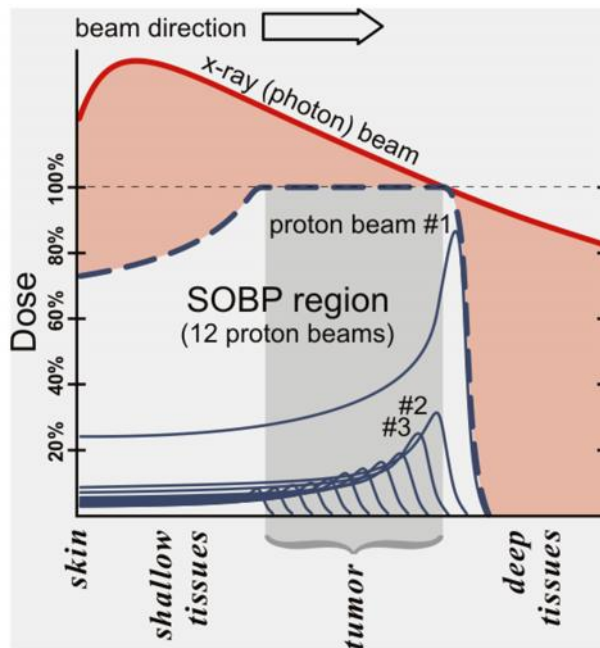 beam direction
x-ray (photon) beam
100%
80%
60%
40%
20%
Dose
proton beam #1
SOBP region
(12 proton beams)
#2
#3
skin
shallow
tissues
tumor
deep
tissues